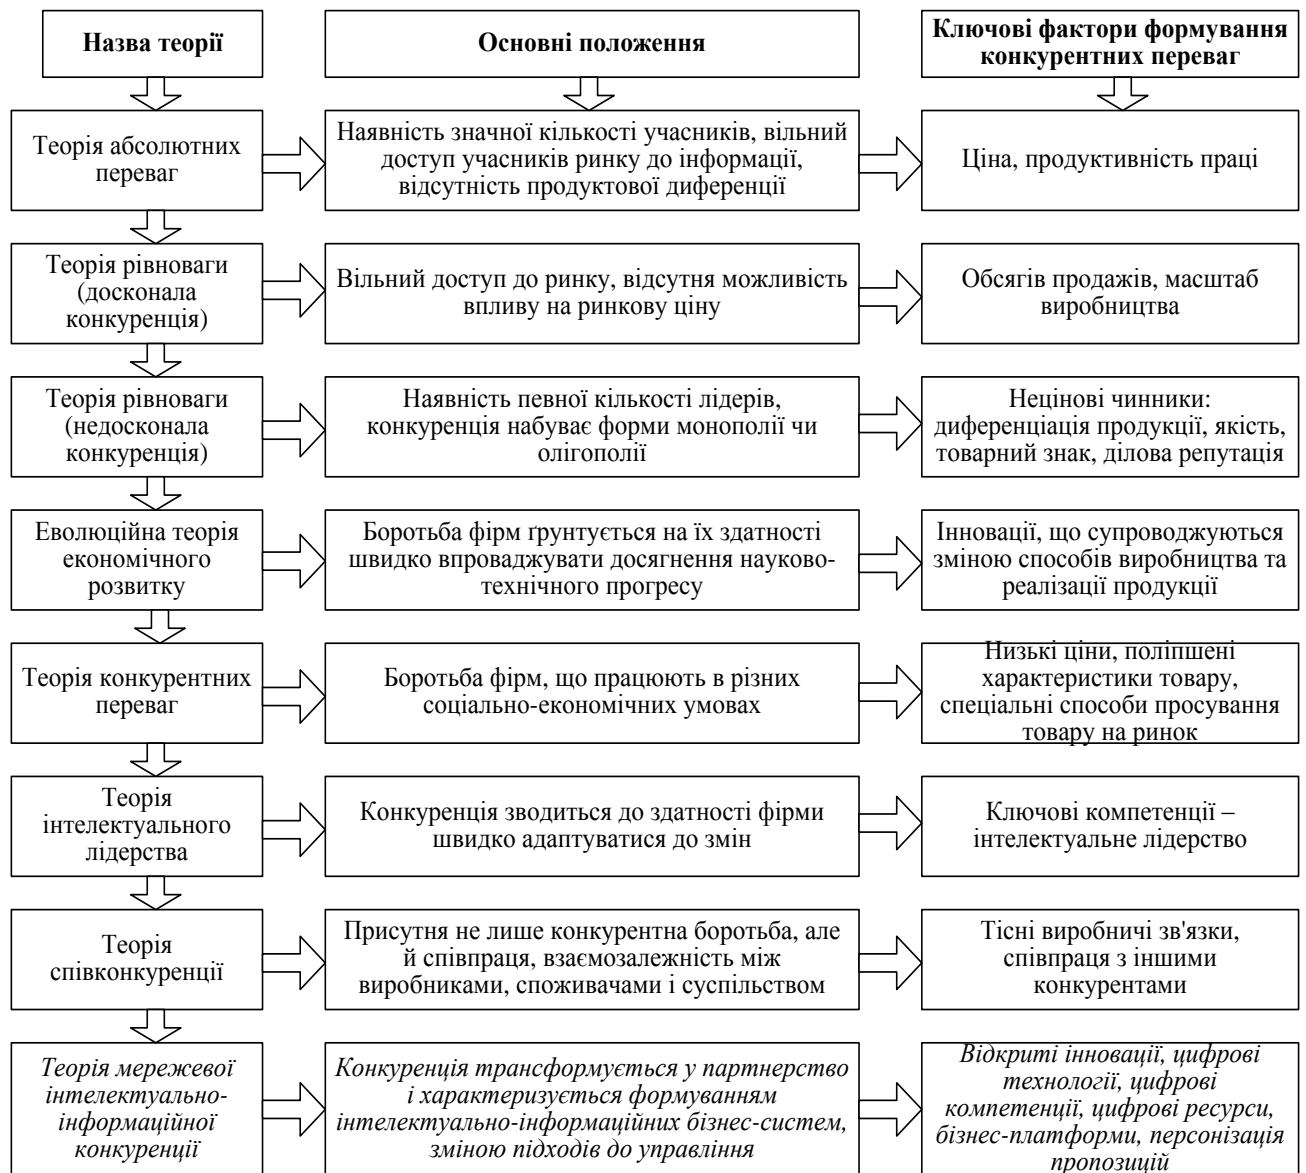 Назва теорії
Основні положення
Ключові фактори формування
конкурентних переваг
Теорія абсолютних
переваг
Наявність значної кількості учасників, вільний
доступ учасників ринку до інформації,
відсутність продуктової диференції
Ціна, продуктивність праці
Теорія рівноваги
(досконала
конкуренція)
Вільний доступ до ринку, відсутня можливість
впливу на ринкову ціну
Обсягів продажів, масштаб
виробництва
Теорія рівноваги
(недосконала
конкуренція)
Наявність певної кількості лідерів,
конкуренція набуває форми монополії чи
олігополії
Нецінові чинники:
диференціація продукції, якість,
товарний знак, ділова репутація
Еволюційна теорія
економічного
розвитку
Боротьба фірм ґрунтується на їх здатності
швидко впроваджувати досягнення науково-
технічного прогресу
Інновації, що супроводжуються
зміною способів виробництва та
реалізації продукції
Теорія конкурентних
переваг
Боротьба фірм, що працюють в різних
соціально-економічних умовах
Низькі ціни, поліпшені
характеристики товару,
спеціальні способи просування
товару на ринок
Теорія
інтелектуального
лідерства
Конкуренція зводиться до здатності фірми
швидко адаптуватися до змін
Ключові компетенції –
інтелектуальне лідерство
Теорія
співконкуренції
Присутня не лише конкурентна боротьба, але
й співпраця, взаємозалежність між
виробниками, споживачами і суспільством
Тісні виробничі зв'язки,
співпраця з іншими
конкурентами
Теорія мережевої
інтелектуально-
інформаційної
конкуренції
Конкуренція трансформується у партнерство
і характеризується формуванням
інтелектуально-інформаційних бізнес-систем,
зміною підходів до управління
Відкриті інновації, цифрові
технології, цифрові
компетенції, цифрові ресурси,
бізнес-платформи, персонізація
пропозицій